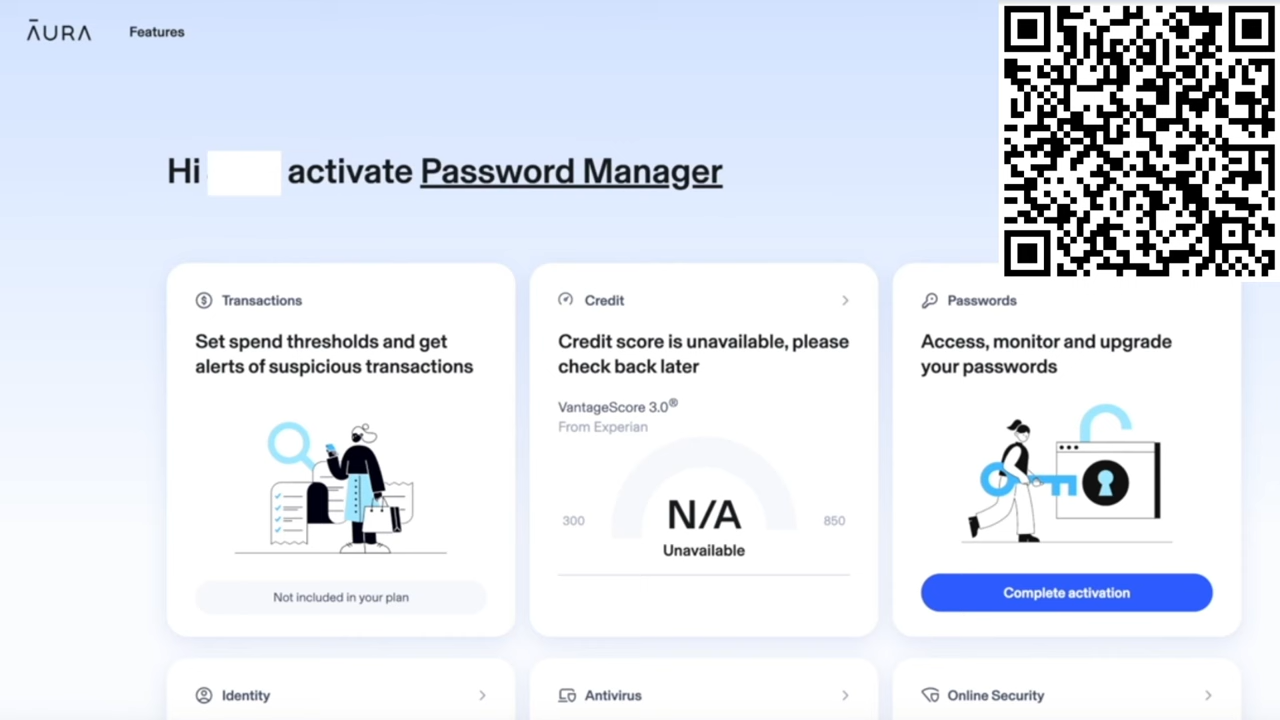 ĀURA
Features
Hi activate Password Manager
Transactions
Set spend thresholds and get
alerts of suspicious transactions
Not included in your plan
Credit
Credit score is unavailable, please
check back later
VantageScore 3.0®
From Experian
300
N/A
850
Unavailable
Passwords
Access, monitor and upgrade
your passwords
Complete activation
Identity
Antivirus
Online Security